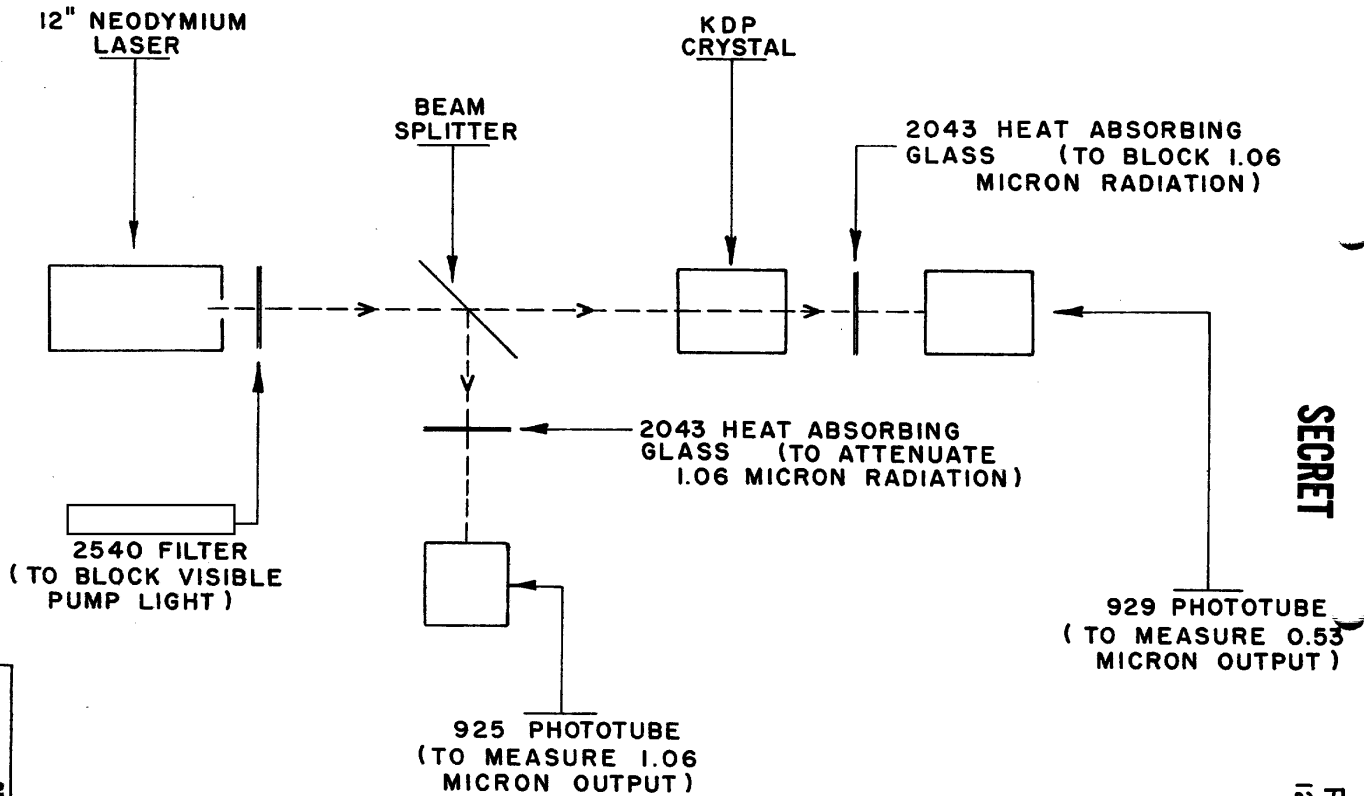 12" NEODYMIUM
LASER
KDP
CRYSTAL
BEAM
SPLITTER
2043 HEAT ABSORBING
GLASS (TO BLOCK 1.06
MICRON RADIATION)
2043 HEAT ABSORBING
GLASS (TO ATTENUATE
1.06 MICRON RADIATION)
SECRET
2540 FILTER
(TO BLOCK VISIBLE
PUMP LIGHT)
929 PHOTOTUBE
(TO MEASURE 0.53
MICRON OUTPUT)
925 PHOTOTUBE
(TO MEASURE 1.06
MICRON OUTPUT)